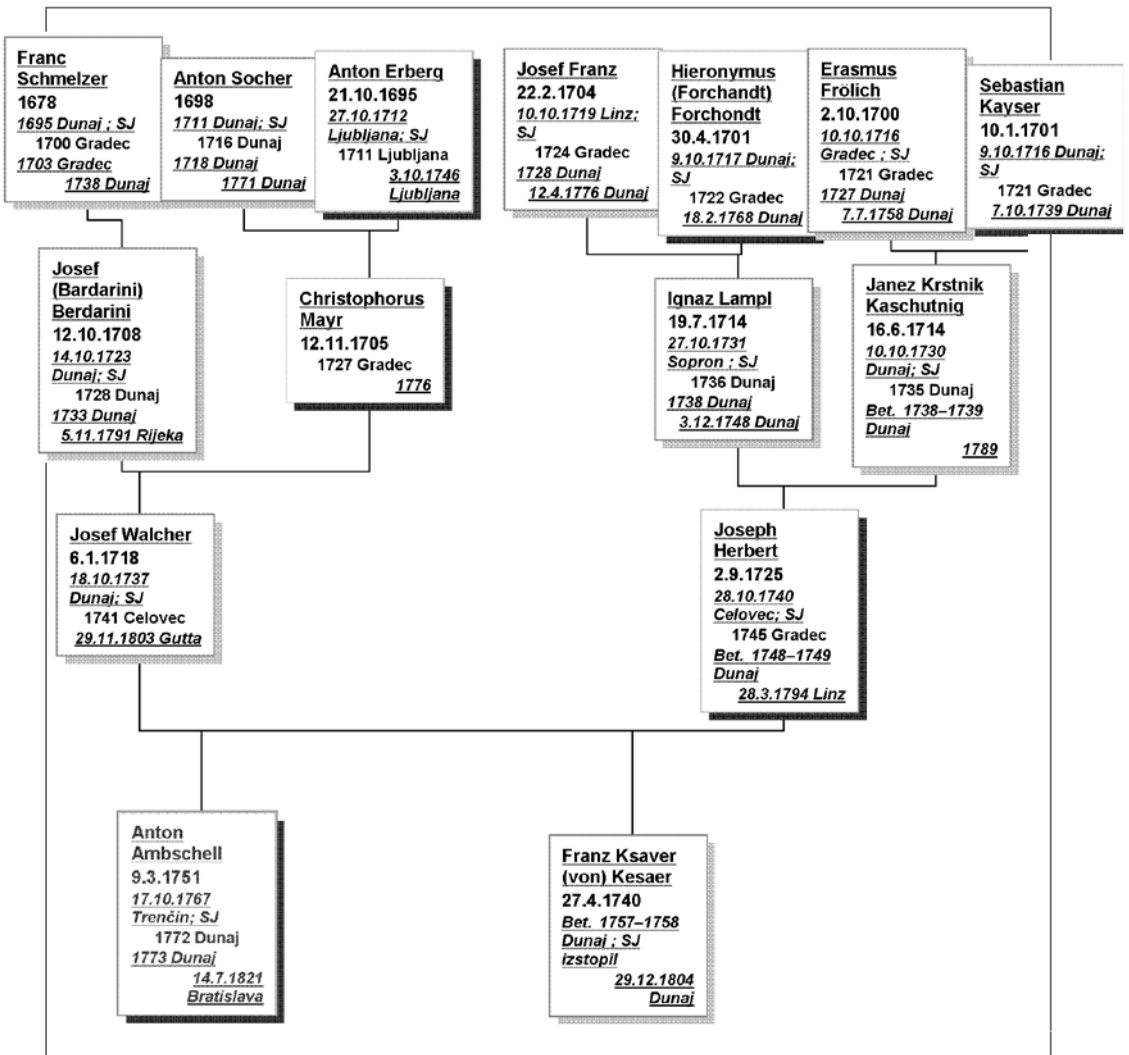 Franc
Schmelzer
1678
1695 Dunaj ; SJ
1700 Gradec
1703 Gradec
1738 Dunaj
Anton Socher
1698
1711 Dunaj; SJ
1716 Dunaj
1718 Dunaj
1771 Dunaj
Anton Erberg
21.10.1695
27.10.1712
Ljubljana; SJ
1711 Ljubljana
3.10.1746
Ljubljana
Josef Franz
22.2.1704
10.10.1719 Linz;
SJ
1724 Gradec
1728 Dunaj
12.4.1776 Dunaj
Hieronymus
(Forchandt)
Forchondt
30.4.1701
9.10.1717 Dunaj;
SJ
1722 Gradec
18.2.1768 Dunaj
Erasmus
Frölich
2.10.1700
10.10.1716
Gradec ; SJ
1721 Gradec
1727 Dunaj
7.7.1758 Dunaj
Sebastian
Kayser
10.1.1701
9.10.1716 Dunaj;
SJ
1721 Gradec
7.10.1739 Dunaj
Josef
(Bardarini)
Berdarini
12.10.1708
14.10.1723
Dunaj; SJ
1728 Dunaj
1733 Dunaj
5.11.1791 Rijeka
Christophorus
Mayr
12.11.1705
1727 Gradec
1776
Ignaz Lampl
19.7.1714
27.10.1731
Sopron ; SJ
1736 Dunaj
1738 Dunaj
3.12.1748 Dunaj
Janez Krstnik
Kaschutnig
16.6.1714
10.10.1730
Dunaj; SJ
1735 Dunaj
Bet. 1738–1739
Dunaj
1789
Josef Walcher
6.1.1718
18.10.1737
Dunaj; SJ
1741 Celovec
29.11.1803 Gutta
Joseph
Herbert
2.9.1725
28.10.1740
Celovec; SJ
1745 Gradec
Bet. 1748–1749
Dunaj
28.3.1794 Linz
Anton
Ambschell
9.3.1751
17.10.1767
Trenčin; SJ
1772 Dunaj
1773 Dunaj
14.7.1821
Bratislava
Franz Ksaver
(von) Kesaer
27.4.1740
Bet. 1757–1758
Dunaj ; SJ
izstopil
29.12.1804
Dunaj